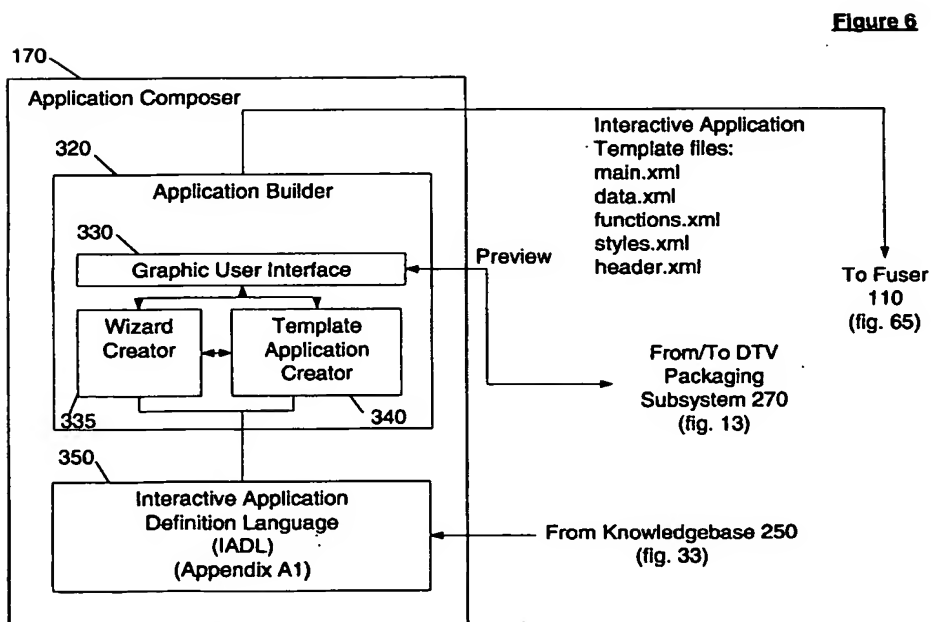 Figure 6
170
Application Composer
320
Application Builder
330
Graphic User Interface
Wizard
Creator
335
Template
Application
Creator
340
350
Interactive Application
Definition Language
(IADL)
(Appendix A1)
Preview
Interactive Application
Template files:
main.xml
data.xml
functions.xml
styles.xml
header.xml
To Fuser
110
(fig. 65)
From/To DTV
Packaging
Subsystem 270
(fig. 13)
From Knowledgebase 250
(fig. 33)